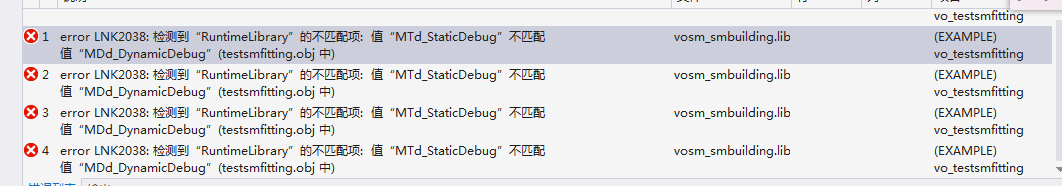 vo_testsmfitting
1 error LNK2038: 检测到“RuntimeLibrary”的不匹配项: 值“MTd_StaticDebug”不匹配 vosm_smbuilding.lib (EXAMPLE)
值“MDd_DynamicDebug”(testsmfitting.obj 中) vo_testsmfitting
2 error LNK2038: 检测到“RuntimeLibrary”的不匹配项: 值“MTd_StaticDebug”不匹配 vosm_smbuilding.lib (EXAMPLE)
值“MDd_DynamicDebug”(testsmfitting.obj 中) vo_testsmfitting
3 error LNK2038: 检测到“RuntimeLibrary”的不匹配项: 值“MTd_StaticDebug”不匹配 vosm_smbuilding.lib (EXAMPLE)
值“MDd_DynamicDebug”(testsmfitting.obj 中) vo_testsmfitting
4 error LNK2038: 检测到“RuntimeLibrary”的不匹配项: 值“MTd_StaticDebug”不匹配 vosm_smbuilding.lib (EXAMPLE)
值“MDd_DynamicDebug”(testsmfitting.obj 中) vo_testsmfitting